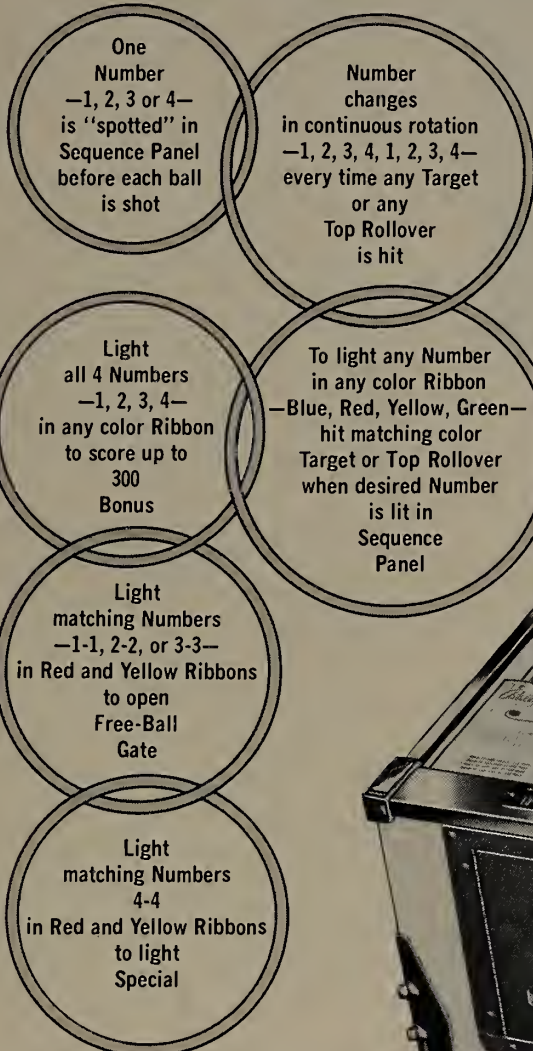 One
Number
—1, 2, 3 or 4—
is "spotted" in
Sequence Panel
before each ball
is shot
Number
changes
in continuous rotation
—1, 2, 3, 4, 1, 2, 3, 4—
every time any Target
or any
Top Rollover
is hit
Light
all 4 Numbers
—1, 2, 3, 4—
in any color Ribbon
to score up to
300
Bonus
To light any Number
in any color Ribbon
—Blue, Red, Yellow, Green—
hit matching color
Target or Top Rollover
when desired Number
is lit in
Sequence
Panel
Light
matching Numbers
—1-1, 2-2, or 3-3—
in Red and Yellow Ribbons
to open
Free-Ball
Gate
Light
matching Numbers
4-4
in Red and Yellow Ribbons
to light
Special